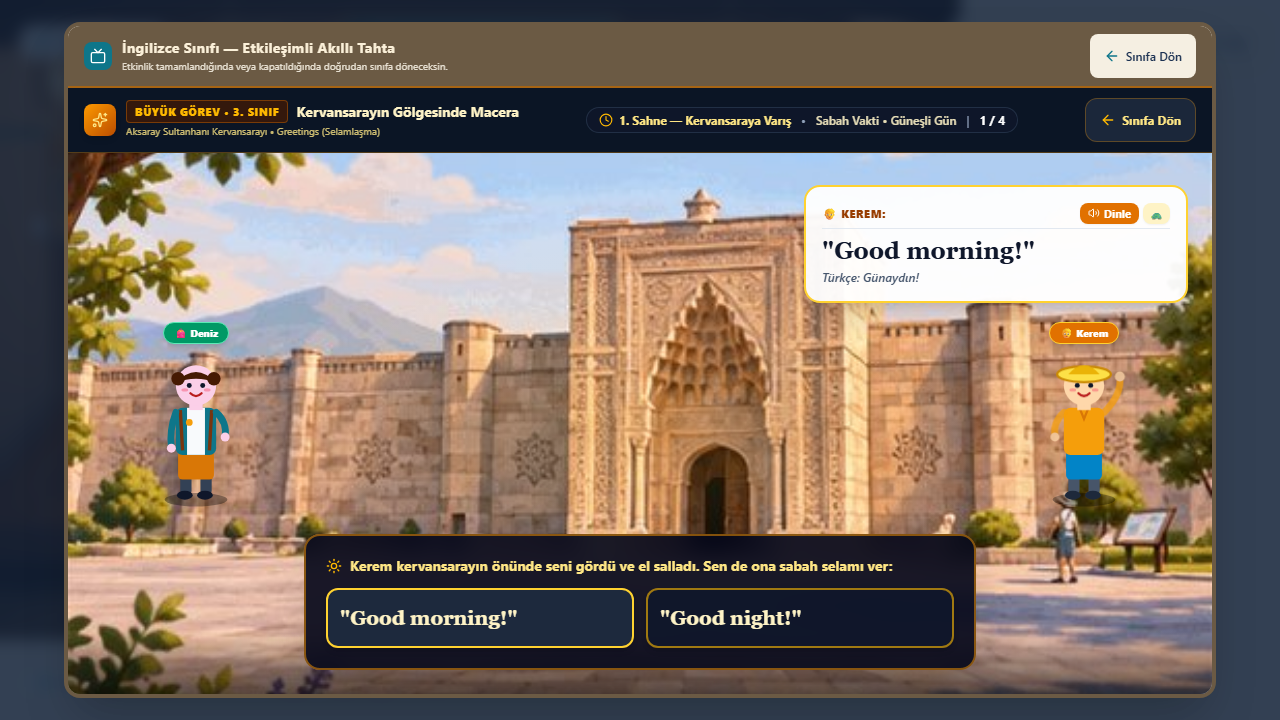 İngilizce Sınıfı — Etkileşimli Akıllı Tahta
Etkinlik tamamlandığında veya kapatıldığında doğrudan sınıfa döneceksin.
Sınıfa Dön
BÜYÜK GÖREV • 3. SINIF
Kervansarayın Gölgesinde Macera
Aksaray Sultanhanı Kervansarayı • Greetings (Selamlaşma)
1. Sahne — Kervansaraya Varış • Sabah Vakti • Güneşli Gün | 1 / 4
Sınıfa Dön
KEREM:
Dinle
"Good morning!"
Türkçe: Günaydın!
Deniz
Kerem
Kerem kervansarayın önünde seni gördü ve el salladı. Sen de ona sabah selamı ver:
"Good morning!"
"Good night!"